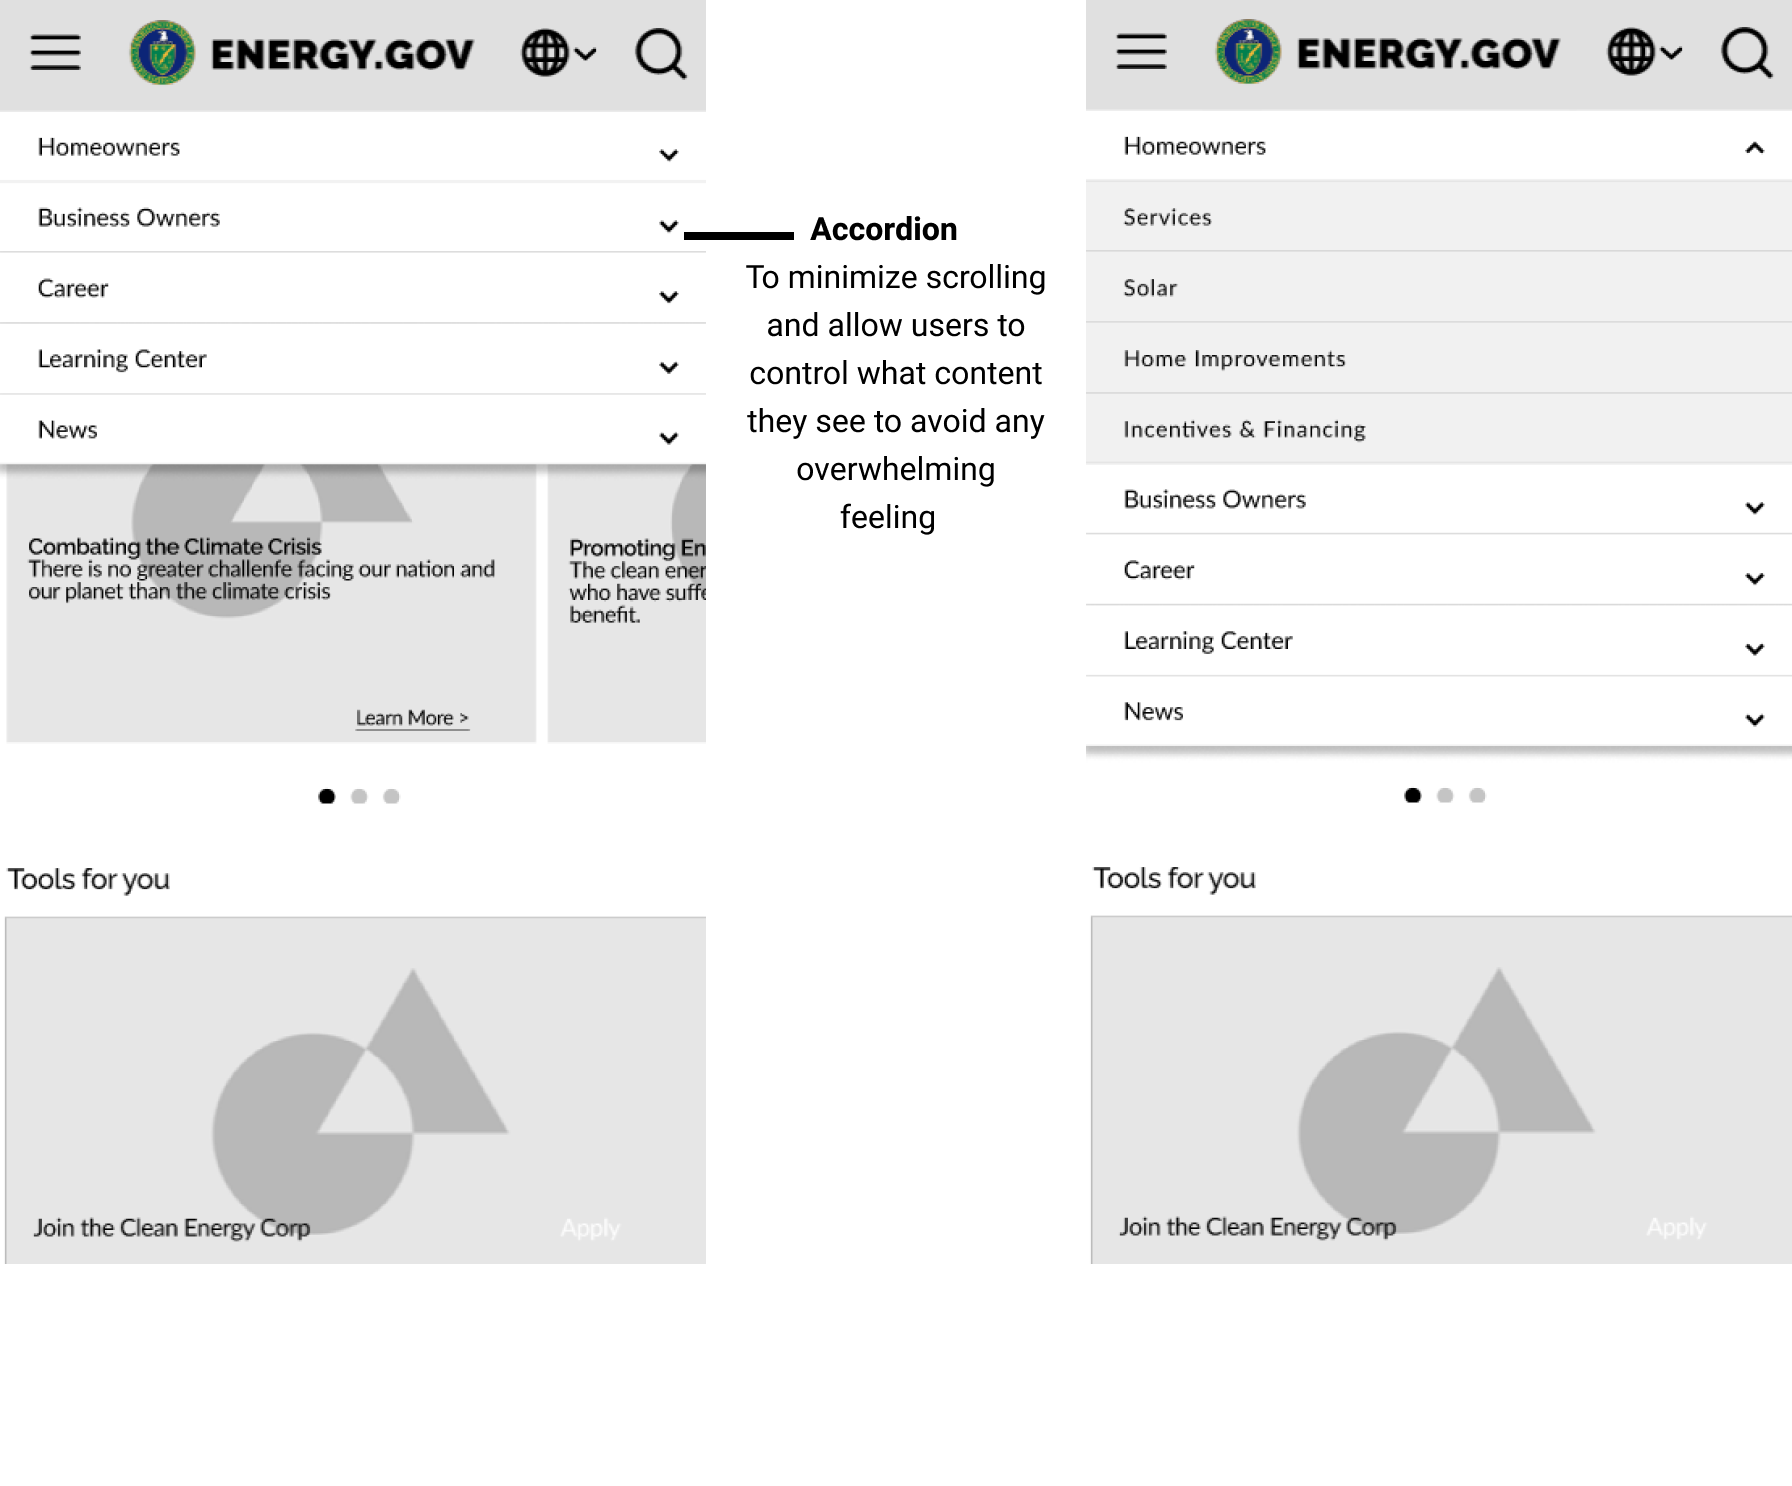 ENERGY.GOV
Homeowners
Business Owners
Career
Learning Center
News
Combating the Climate Crisis
There is no greater challenfe facing our nation and
our planet than the climate crisis
Learn More >
Promoting En
The clean ener
who have suffe
benefit.
Tools for you
Join the Clean Energy Corp
Apply
Accordion
To minimize scrolling
and allow users to
control what content
they see to avoid any
overwhelming
feeling
ENERGY.GOV
Homeowners
Services
Solar
Home Improvements
Incentives & Financing
Business Owners
Career
Learning Center
News
Tools for you
Join the Clean Energy Corp
Apply